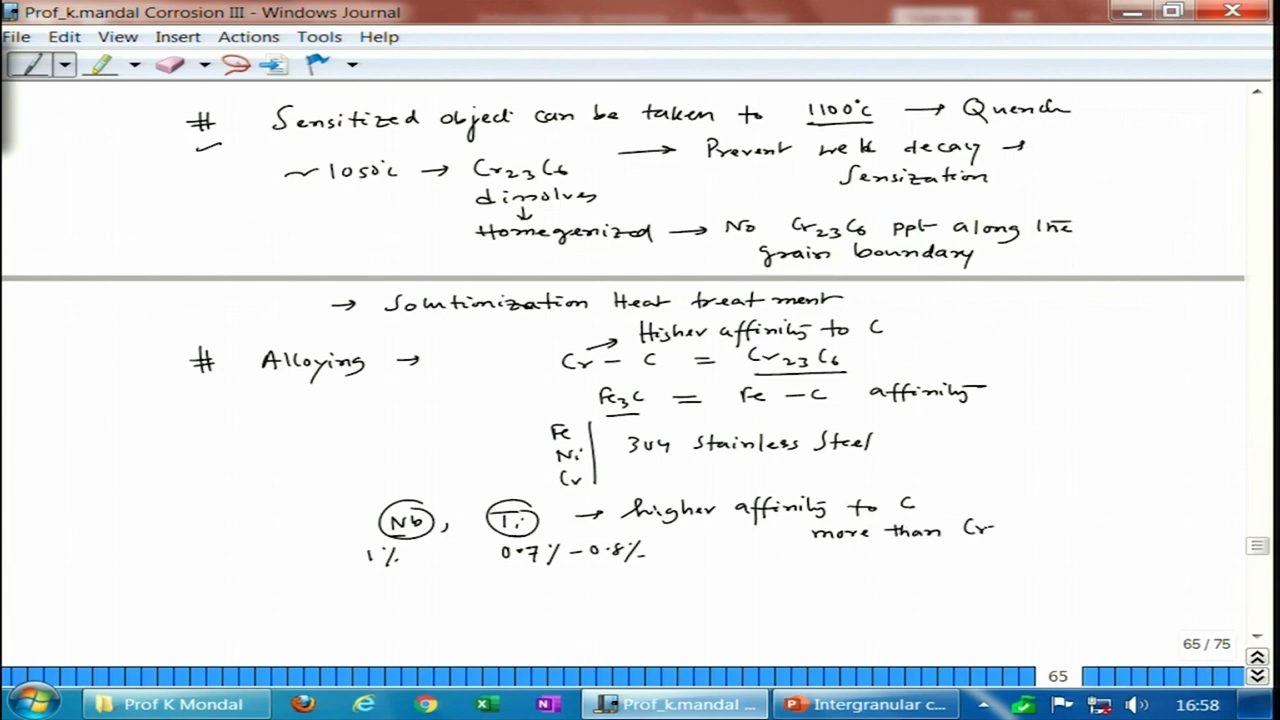 Prof_k.mandal Corrosion III - Windows Journal
File Edit View Insert Actions Tools Help
# Sensitized object can be taken to 1100°C → Quench
~ 1050°C → Cr23C6 → Prevent weld decay →
dissolves Sensization
↓
Homogenized → No Cr23C6 ppt along the
grain boundary
→ Solutionization Heat treatment
→ Higher affinity to C
# Alloying → Cr - C = Cr23C6
Fe3C = Fe - C affinity
Fe
Ni 304 Stainless Steel
Cr
Nb, Ti → higher affinity to C
more than Cr
1% 0.7% - 0.8%
65 / 75
65
Prof K Mondal Prof_k.mandal ... Intergranular c... 16:58